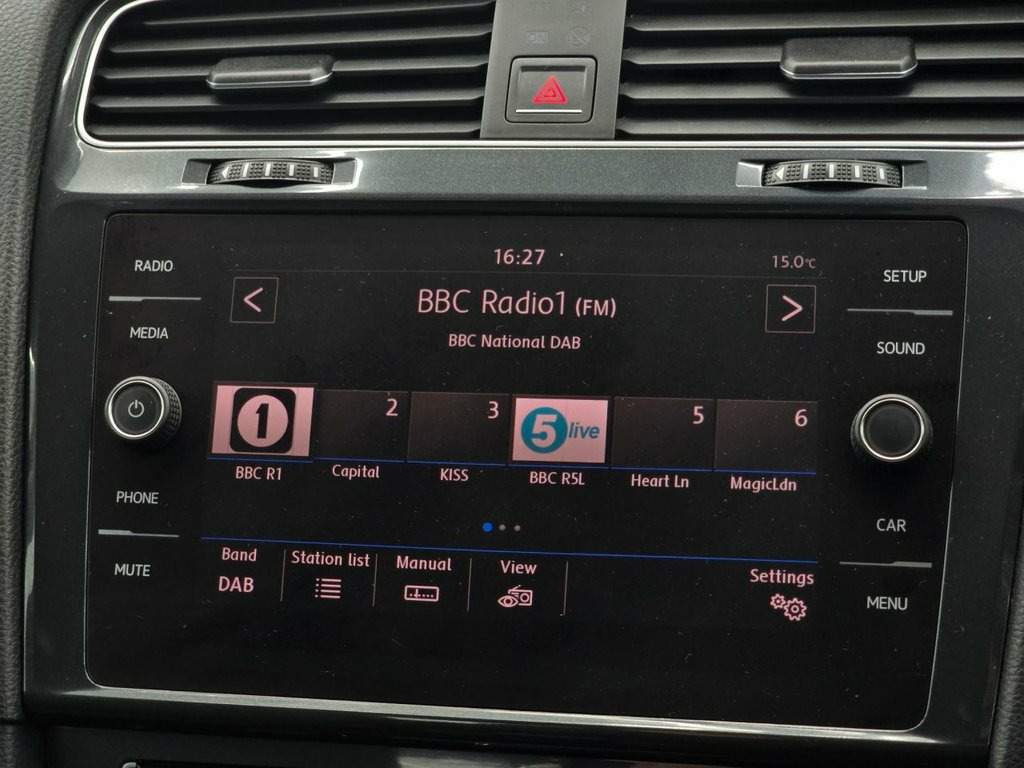 ON
16:27
15.0°C
RADIO
SETUP
BBC Radio1 (FM)
MEDIA
BBC National DAB
SOUND
1
2
3
5 live
5
6
BBC R1
Capital
KISS
BBC R5L
Heart Ln
MagicLdn
PHONE
CAR
Band
Station list
Manual
View
DAB
Settings
MUTE
MENU